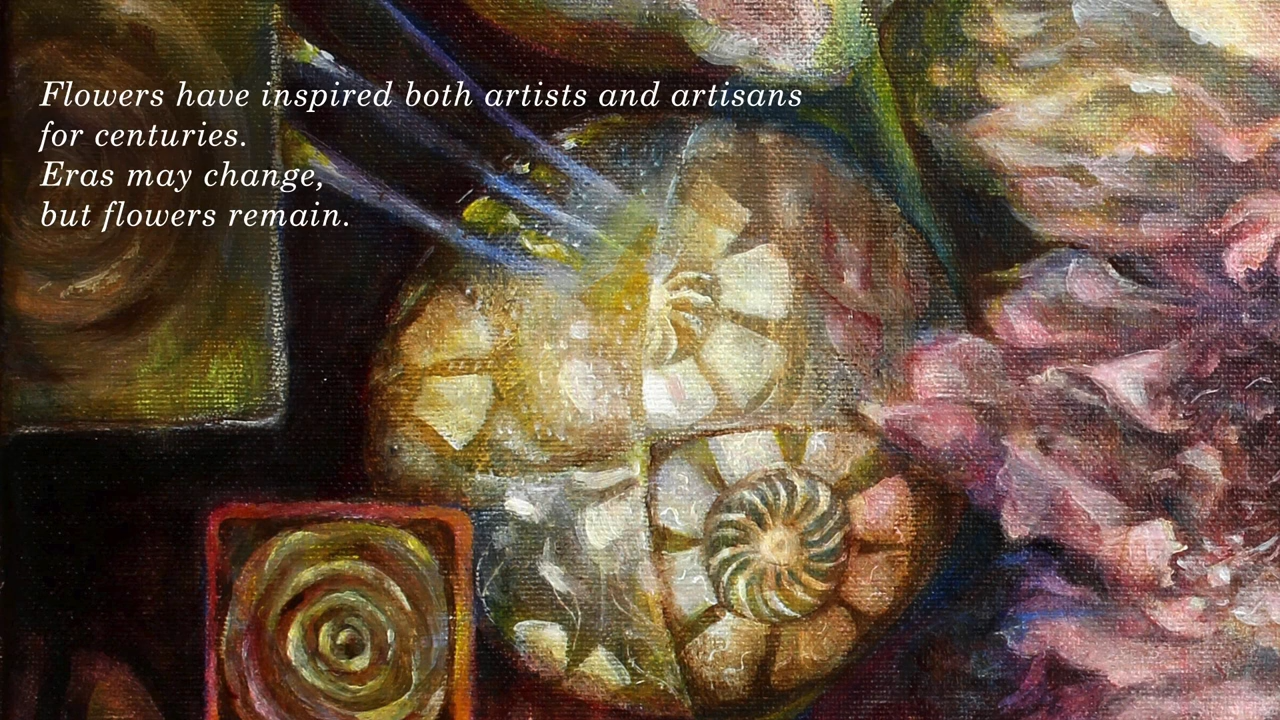 Flowers have inspired both artists and artisans
for centuries.
Eras may change,
but flowers remain.